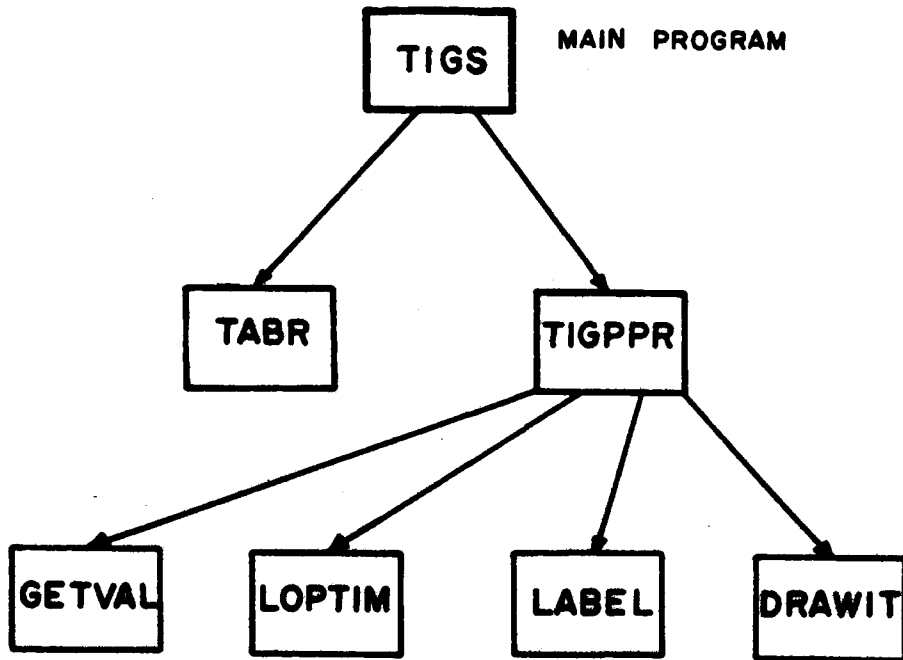 TIGS
MAIN PROGRAM
TABR
TIGPPR
GETVAL
LOPTIM
LABEL
DRAWIT